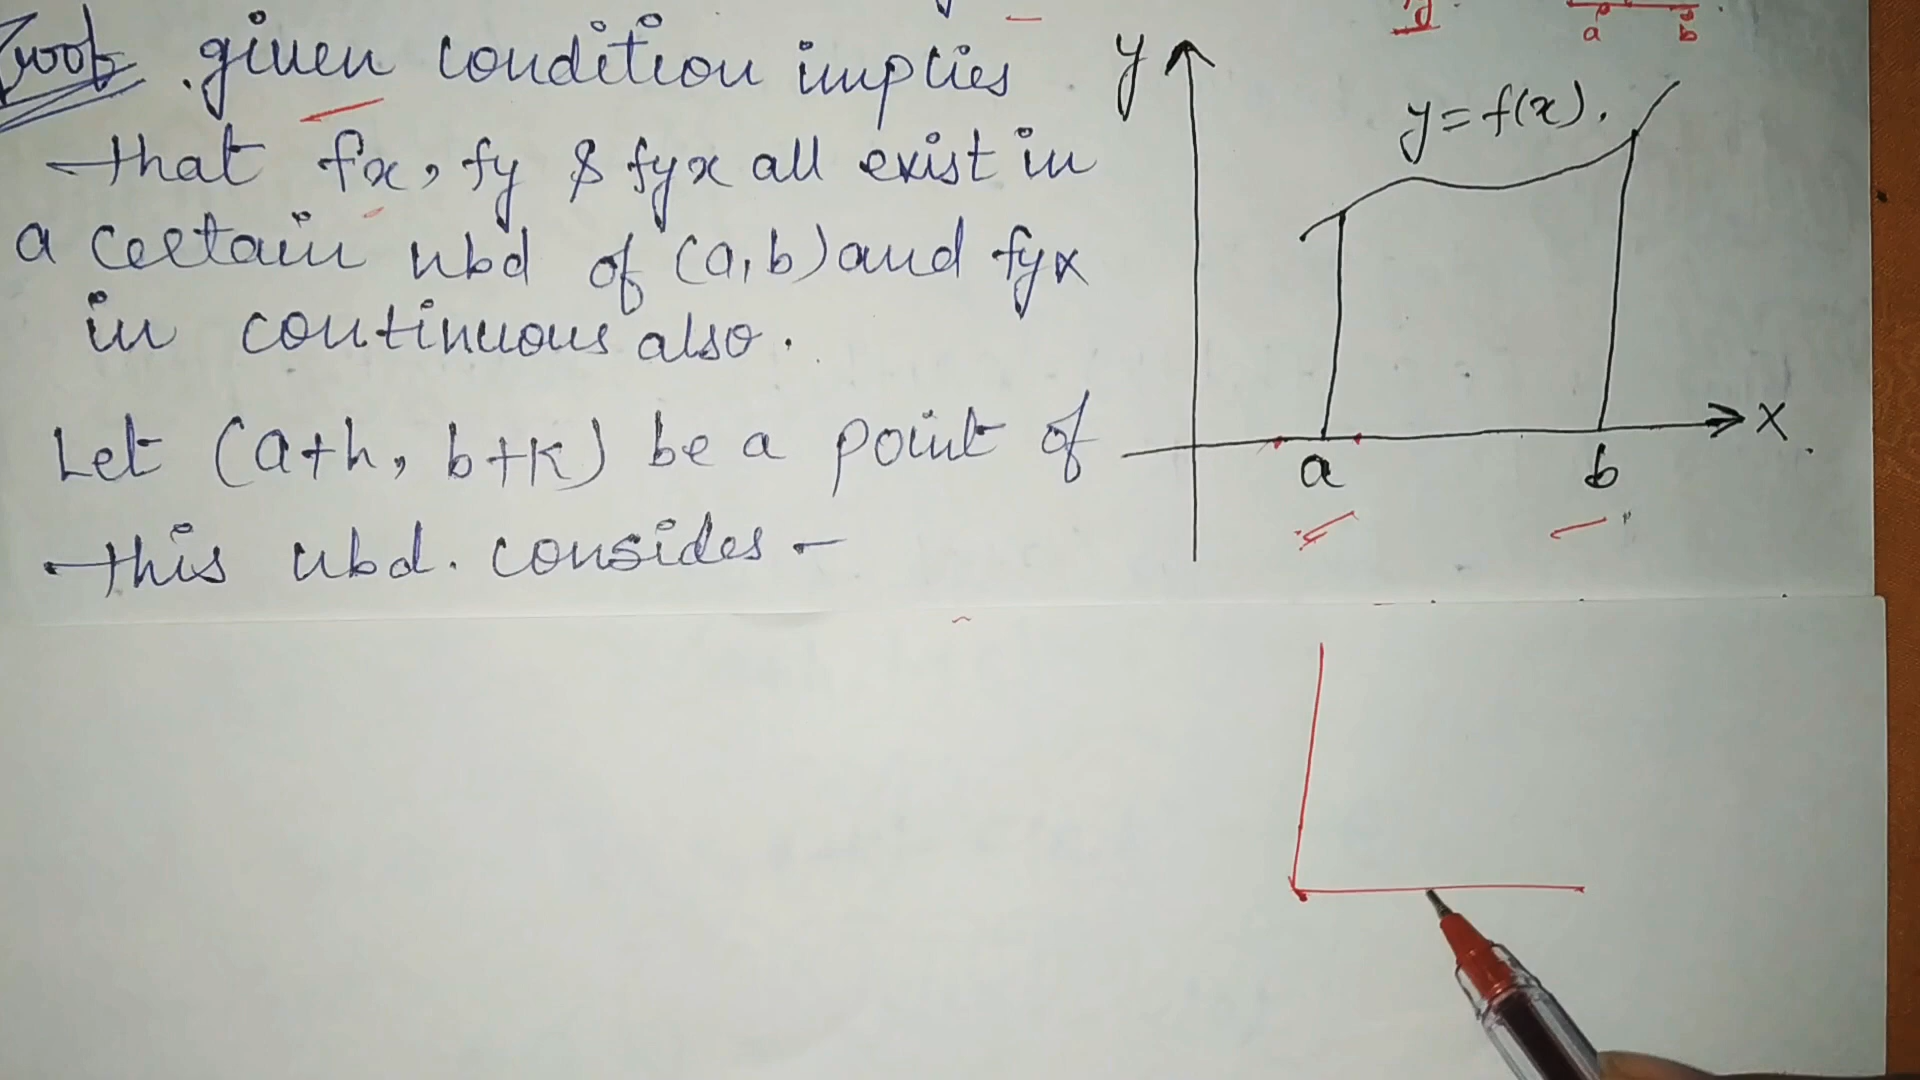 Proof. given condition implies
that fx, fy & fyx all exist in
a certain nbd of (a,b) and fyx
in continuous also.
Let (a+h, b+k) be a point of
this nbd. consider -
y
y=f(x).
x
a
b
a
b